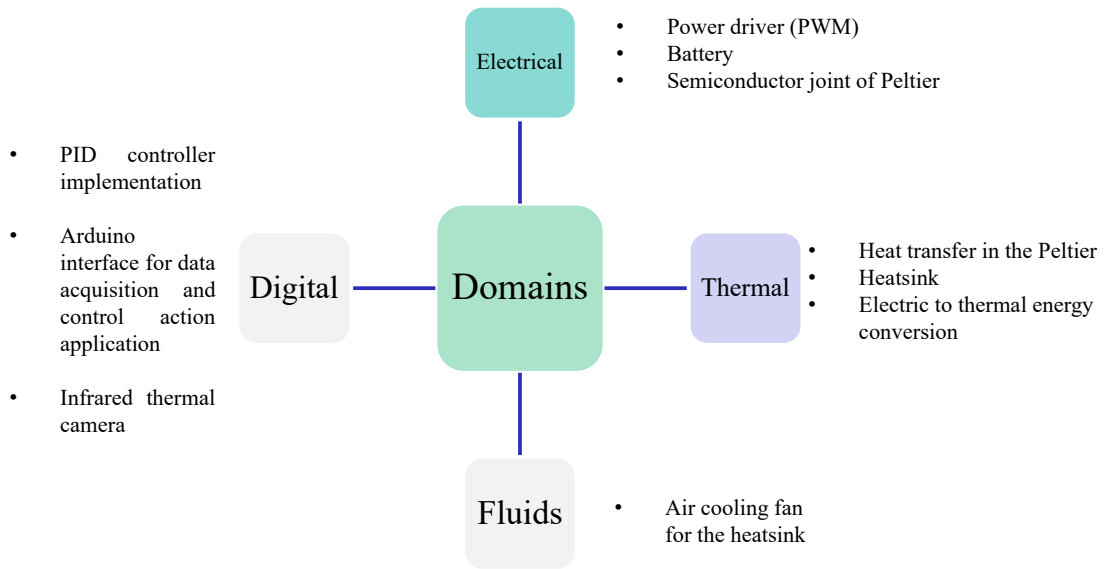 Electrical
• Power driver (PWM)
• Battery
• Semiconductor joint of Peltier
• PID controller
implementation
• Arduino
interface for data
acquisition and
control action
application
• Infrared thermal
camera
Digital
Domains
Thermal
• Heat transfer in the Peltier
• Heatsink
• Electric to thermal energy
conversion
Fluids
• Air cooling fan
for the heatsink